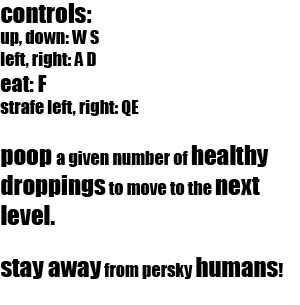 controls:
up, down: W S
left, right: A D
eat: F
strafe left, right: QE
poop a given number of healthy
droppings to move to the next
level.
stay away from persky humans!